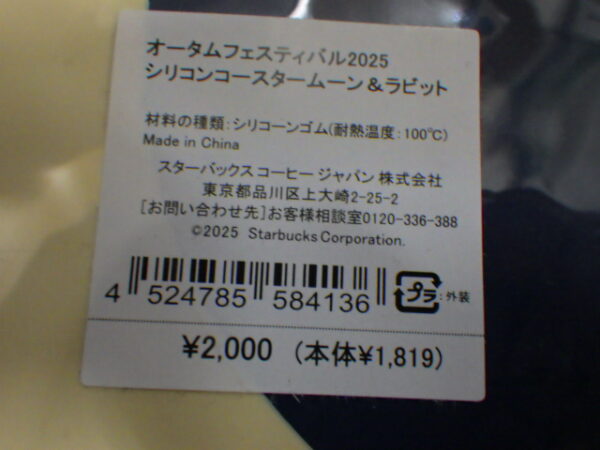 オータムフェスティバル2025
シリコンコースタームーン＆ラビット
材料の種類：シリコーンゴム(耐熱温度：100℃)
Made in China
スターバックス コーヒー ジャパン 株式会社
東京都品川区上大崎2-25-2
[お問い合わせ先]お客様相談室0120-336-388
©2025 Starbucks Corporation.
4 524785 584136
プラ：外装
¥2,000 (本体¥1,819)